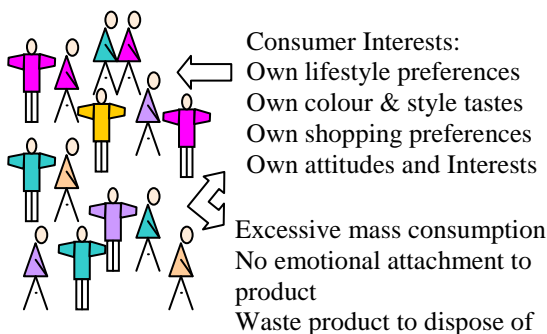 Consumer Interests:
Own lifestyle preferences
Own colour & style tastes
Own shopping preferences
Own attitudes and Interests
Excessive mass consumption
No emotional attachment to
product
Waste product to dispose of